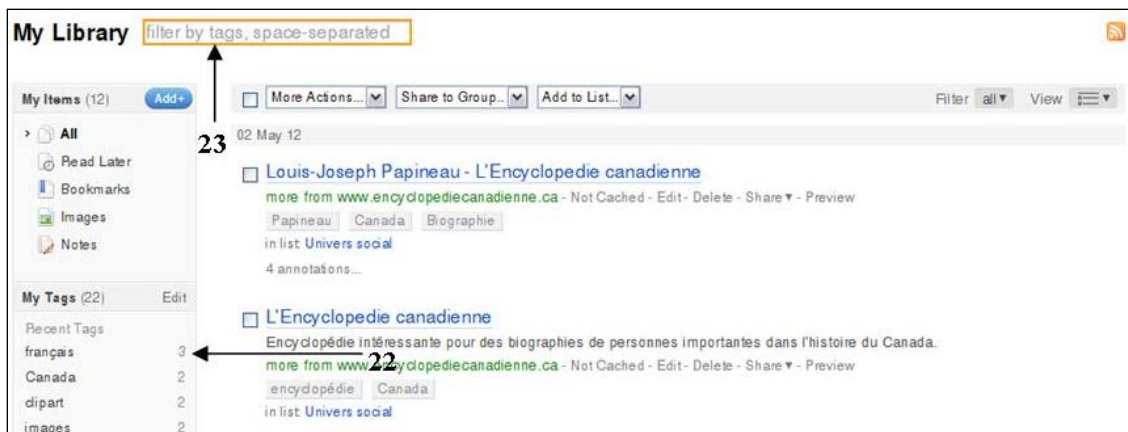 My Library filter by tags, space-separated
My Items (12) Add+
All
Read Later
Bookmarks
Images
Notes
My Tags (22) Edit
Recent Tags
français 3
Canada 2
clipart 2
images 2
23
22
More Actions... Share to Group.. Add to List... Filter all View
02 May 12
Louis-Joseph Papineau - L'Encyclopedie canadienne
more from www.encyclopediecanadienne.ca - Not Cached - Edit - Delete - Share - Preview
Papineau Canada Biographie
in list: Univers social
4 annotations...
L'Encyclopedie canadienne
Encyclopédie intéressante pour des biographies de personnes importantes dans l'histoire du Canada.
more from www.encyclopediecanadienne.ca - Not Cached - Edit - Delete - Share - Preview
encyclopédie Canada
in list: Univers social